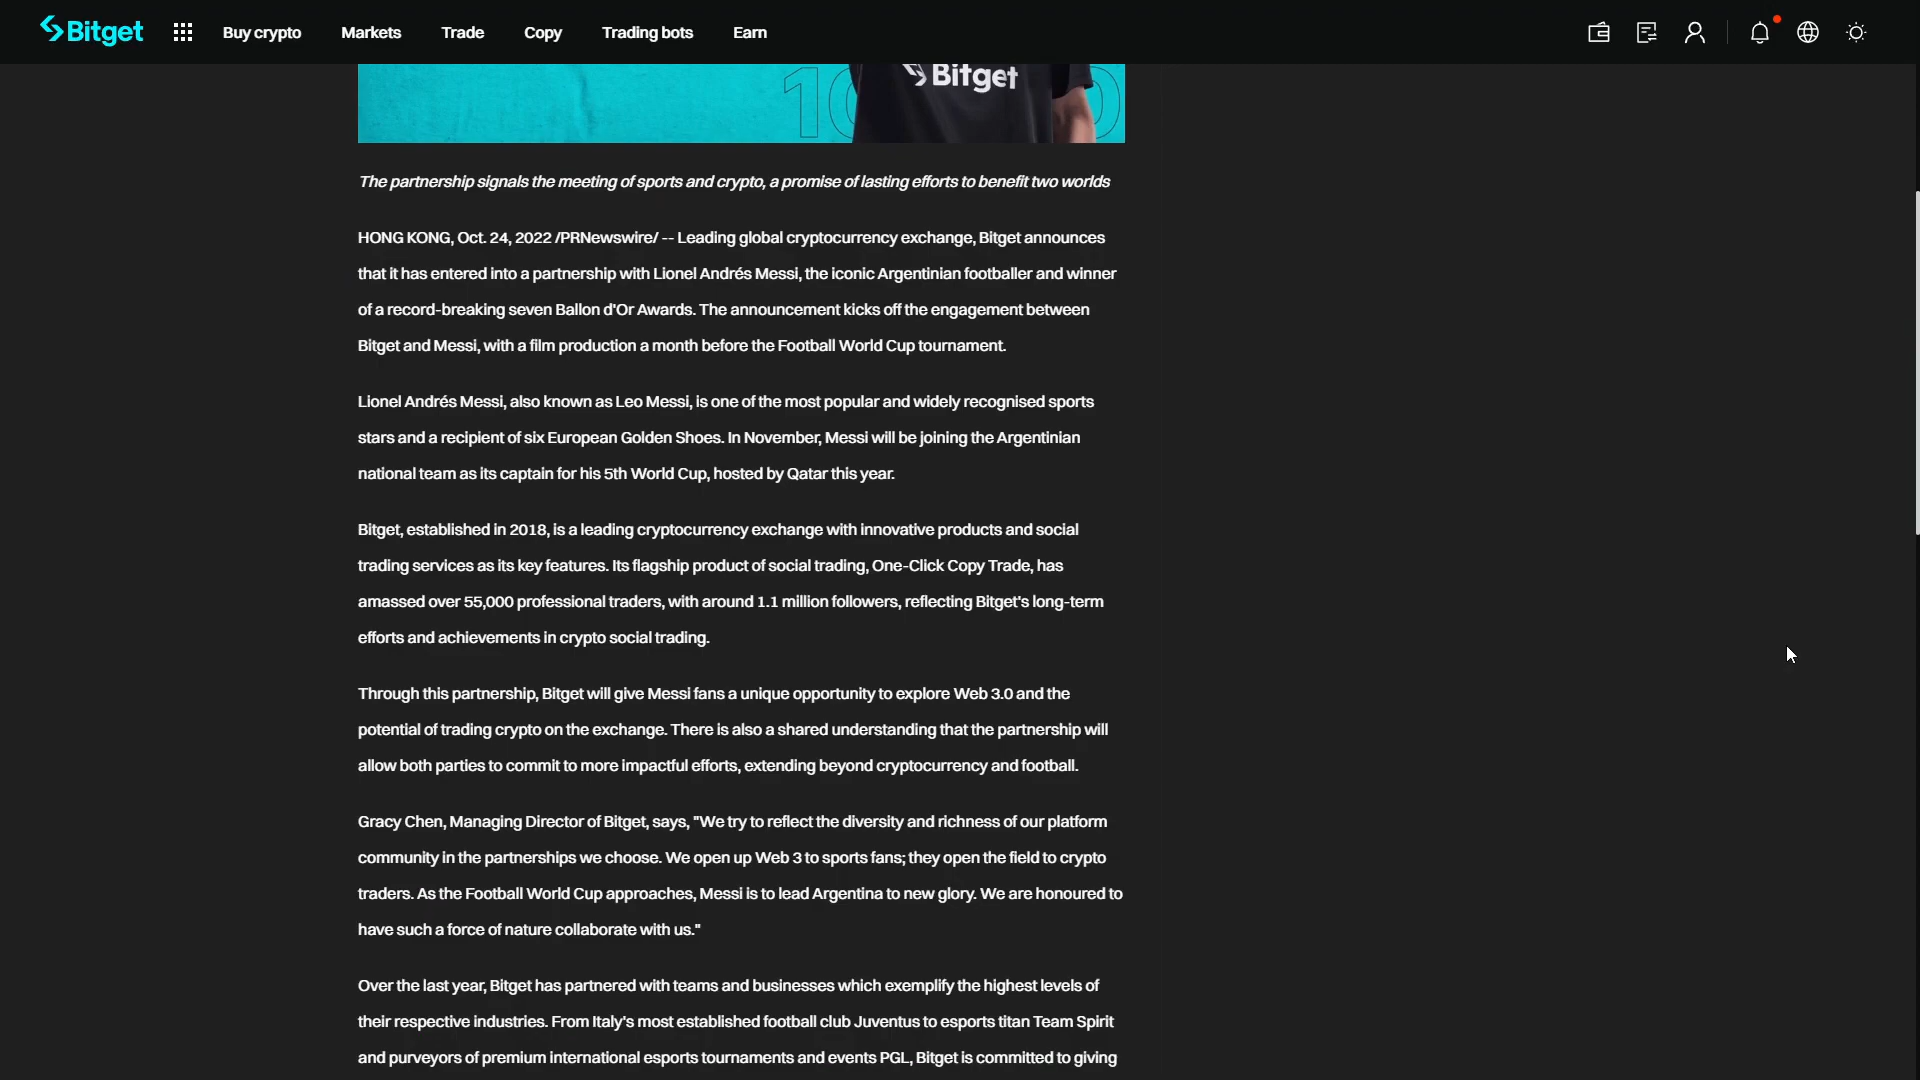 Bitget Buy crypto Markets Trade Copy Trading bots Earn
Bitget
10
The partnership signals the meeting of sports and crypto, a promise of lasting efforts to benefit two worlds
HONG KONG, Oct. 24, 2022 /PRNewswire/ -- Leading global cryptocurrency exchange, Bitget announces
that it has entered into a partnership with Lionel Andrés Messi, the iconic Argentinian footballer and winner
of a record-breaking seven Ballon d'Or Awards. The announcement kicks off the engagement between
Bitget and Messi, with a film production a month before the Football World Cup tournament.
Lionel Andrés Messi, also known as Leo Messi, is one of the most popular and widely recognised sports
stars and a recipient of six European Golden Shoes. In November, Messi will be joining the Argentinian
national team as its captain for his 5th World Cup, hosted by Qatar this year.
Bitget, established in 2018, is a leading cryptocurrency exchange with innovative products and social
trading services as its key features. Its flagship product of social trading, One-Click Copy Trade, has
amassed over 55,000 professional traders, with around 1.1 million followers, reflecting Bitget's long-term
efforts and achievements in crypto social trading.
Through this partnership, Bitget will give Messi fans a unique opportunity to explore Web 3.0 and the
potential of trading crypto on the exchange. There is also a shared understanding that the partnership will
allow both parties to commit to more impactful efforts, extending beyond cryptocurrency and football.
Gracy Chen, Managing Director of Bitget, says, "We try to reflect the diversity and richness of our platform
community in the partnerships we choose. We open up Web 3 to sports fans; they open the field to crypto
traders. As the Football World Cup approaches, Messi is to lead Argentina to new glory. We are honoured to
have such a force of nature collaborate with us."
Over the last year, Bitget has partnered with teams and businesses which exemplify the highest levels of
their respective industries. From Italy's most established football club Juventus to esports titan Team Spirit
and purveyors of premium international esports tournaments and events PGL, Bitget is committed to giving